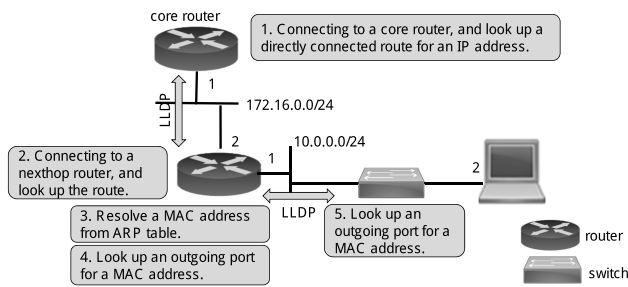 core router
1. Connecting to a core router, and look up a
directly connected route for an IP address.
1
LLDP
172.16.0.0/24
2. Connecting to a
nexthop router, and
look up the route.
2
1
10.0.0.0/24
2
LLDP
3. Resolve a MAC address
from ARP table.
4. Look up an outgoing port
for a MAC address.
5. Look up an
outgoing port for a
MAC address.
router
switch